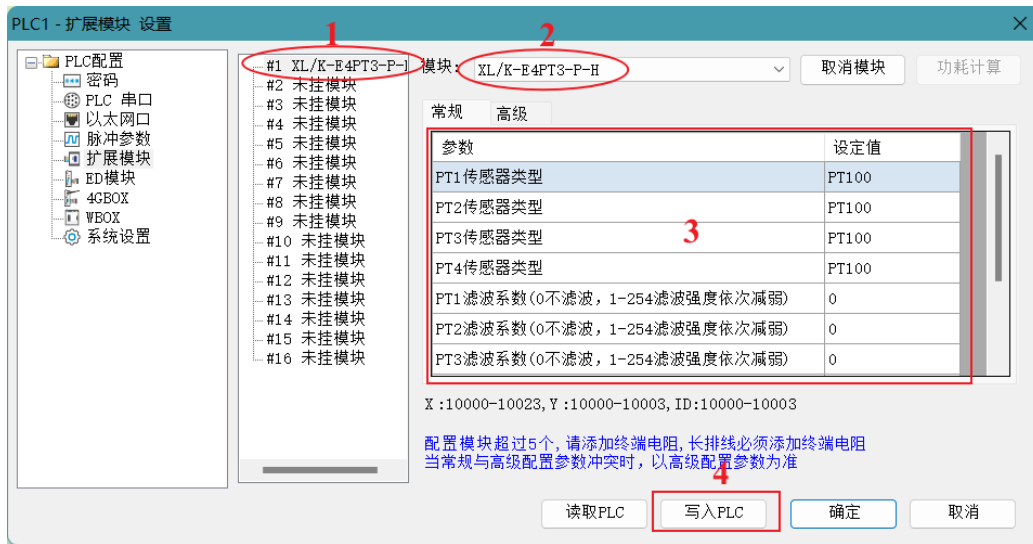 PLC1 - 扩展模块 设置
1
2
PLC配置
密码
PLC 串口
以太网口
脉冲参数
扩展模块
ED模块
4GBOX
WBOX
系统设置
#1 XL/K-E4PT3-P-
#2 未挂模块
#3 未挂模块
#4 未挂模块
#5 未挂模块
#6 未挂模块
#7 未挂模块
#8 未挂模块
#9 未挂模块
#10 未挂模块
#11 未挂模块
#12 未挂模块
#13 未挂模块
#14 未挂模块
#15 未挂模块
#16 未挂模块
模块: XL/K-E4PT3-P-H 取消模块 功耗计算
常规 高级
参数 设定值
PT1传感器类型 PT100
PT2传感器类型 PT100
PT3传感器类型 PT100
3
PT4传感器类型 PT100
PT1滤波系数(0不滤波，1-254滤波强度依次减弱) 0
PT2滤波系数(0不滤波，1-254滤波强度依次减弱) 0
PT3滤波系数(0不滤波，1-254滤波强度依次减弱) 0
X:10000-10023,Y:10000-10003,ID:10000-10003
配置模块超过5个,请添加终端电阻,长排线必须添加终端电阻
当常规与高级配置参数冲突时，以高级配置参数为准
4
读取PLC 写入PLC 确定 取消